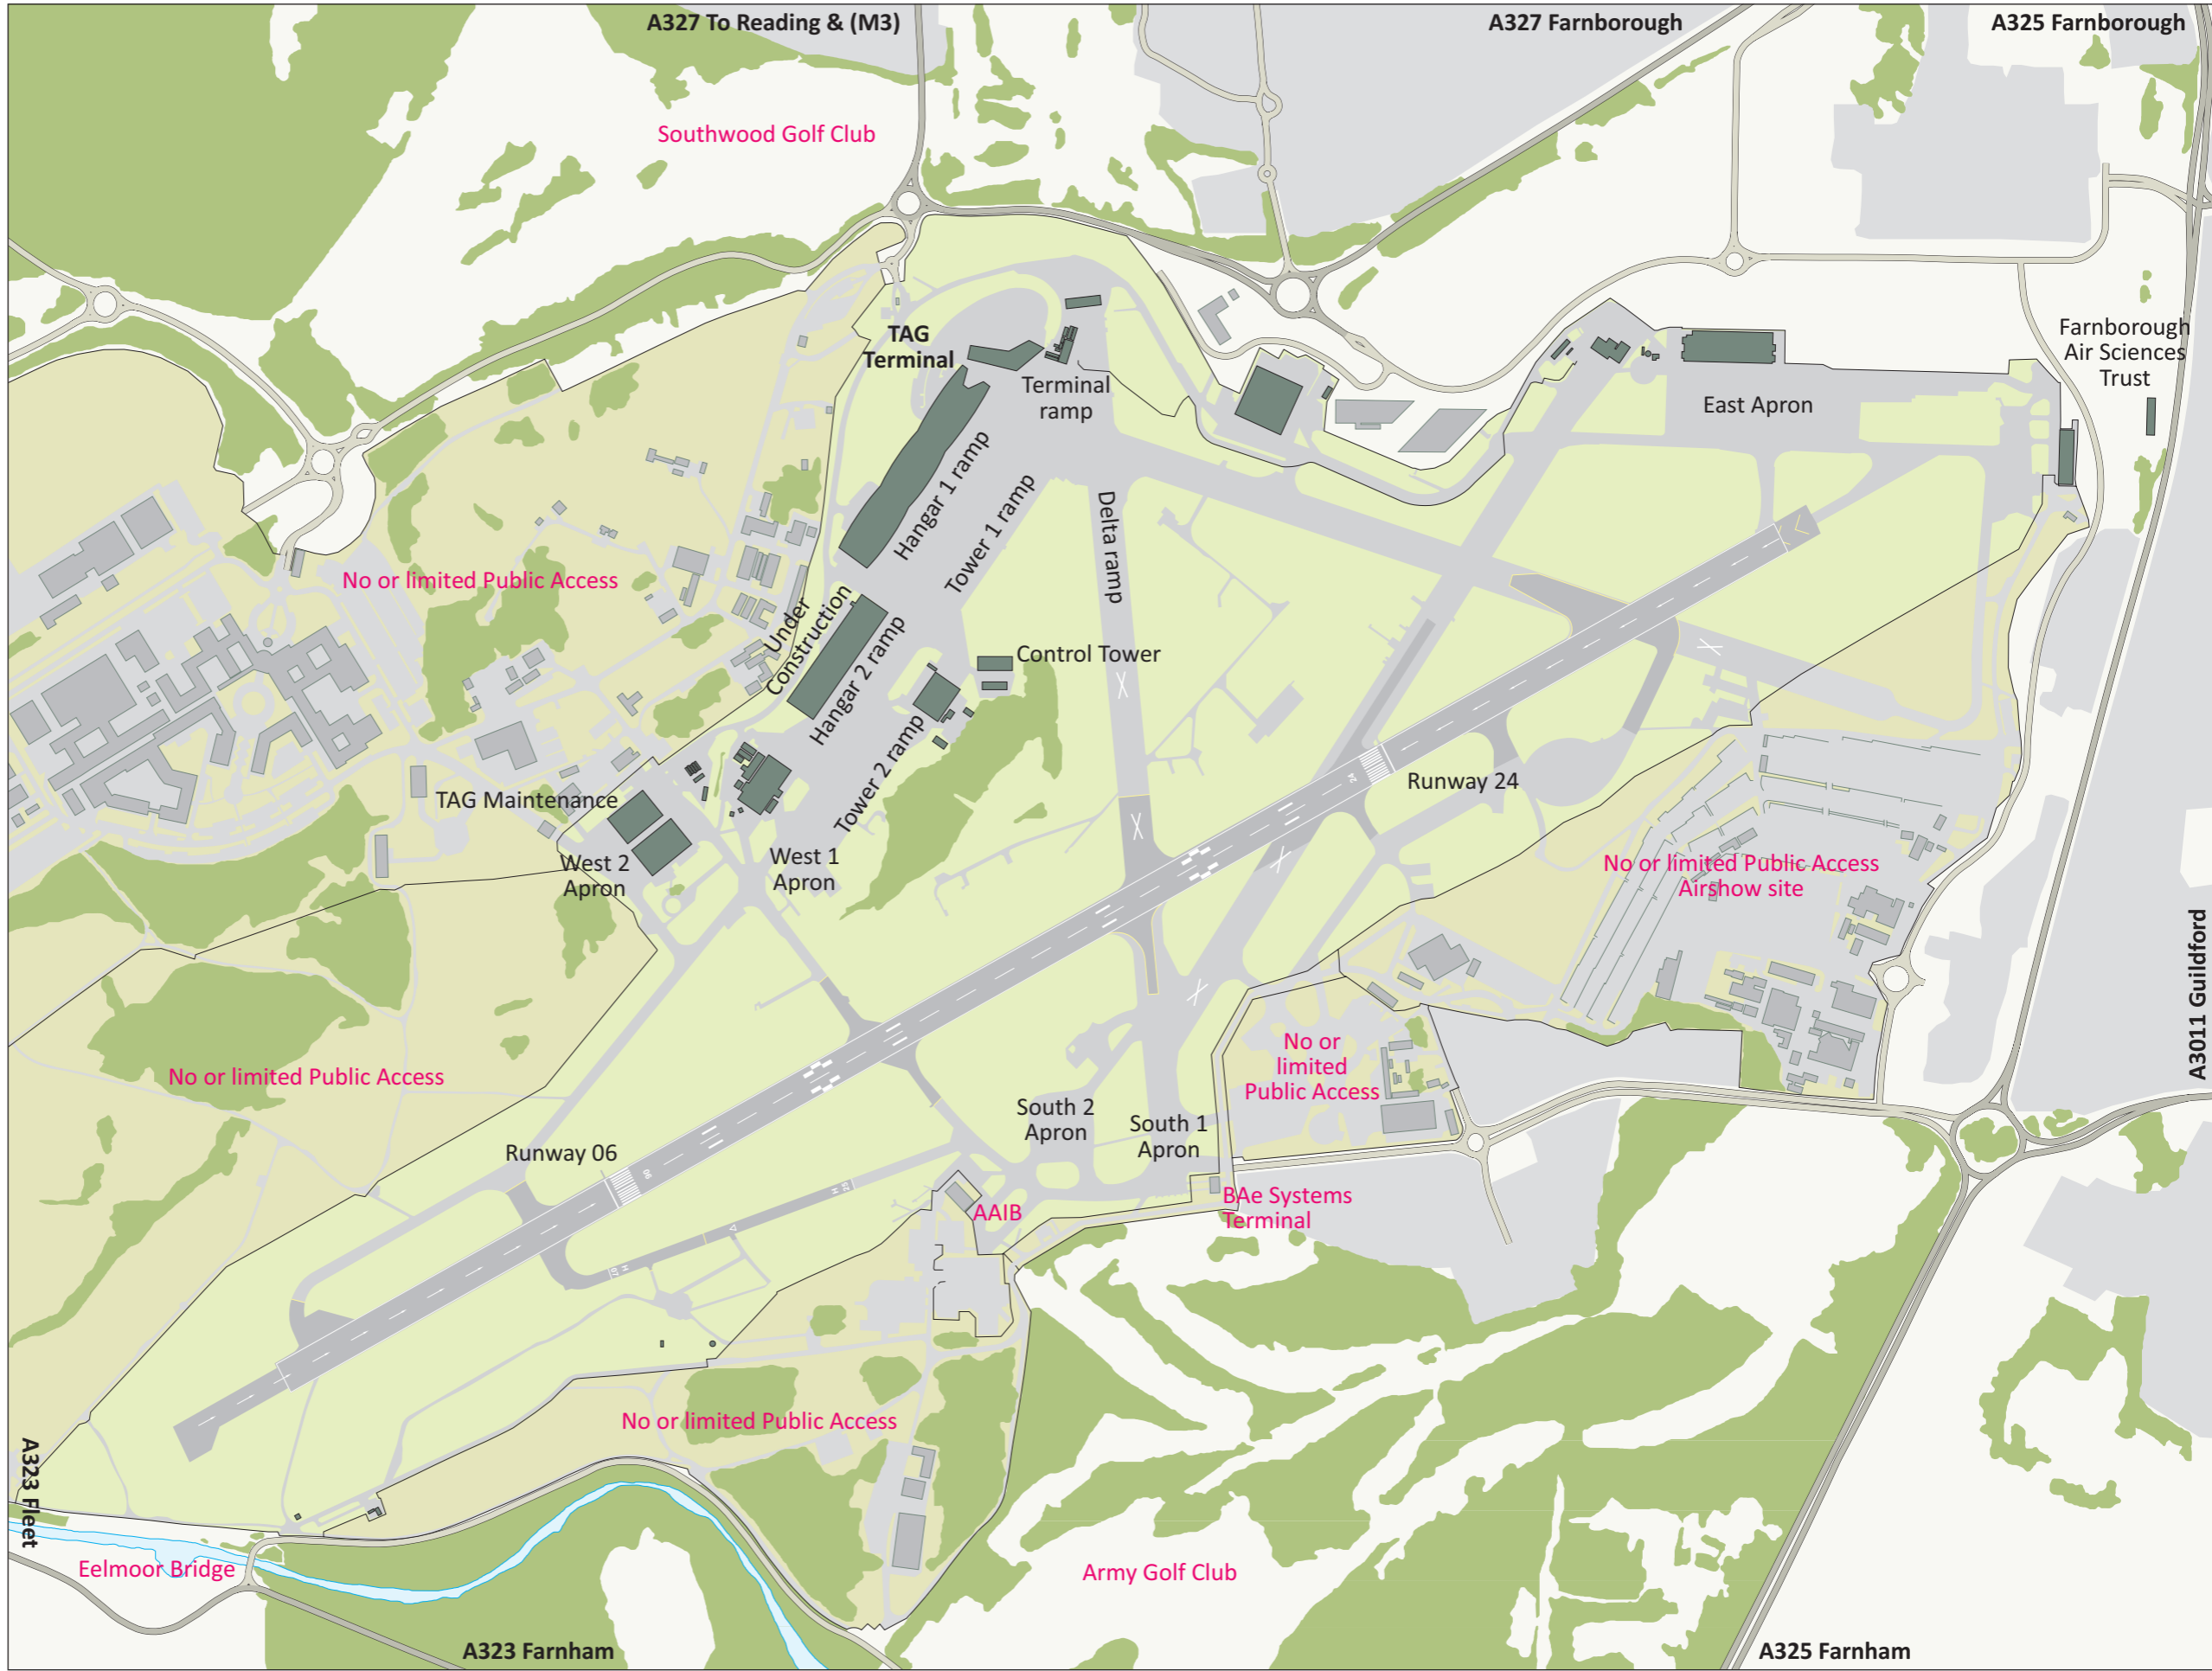 A327 To Reading & (M3)
A327 Farnborough
A325 Farnborough
Southwood Golf Club
TAG
Terminal
Terminal
ramp
Farnborough
Air Sciences
Trust
East Apron
Hangar 1 ramp
Tower 1 ramp
Delta ramp
No or limited Public Access
Under
Construction
Hangar 2 ramp
Control Tower
Tower 2 ramp
Runway 24
24
TAG Maintenance
West 2
Apron
West 1
Apron
No or limited Public Access
Airshow site
A3011 Guildford
No or
limited
Public Access
No or limited Public Access
South 2
Apron
South 1
Apron
Runway 06
06
H
25
AAIB
BAe Systems
Terminal
H
07
No or limited Public Access
A323 Fleet
Eelmoor Bridge
Army Golf Club
A323 Farnham
A325 Farnham